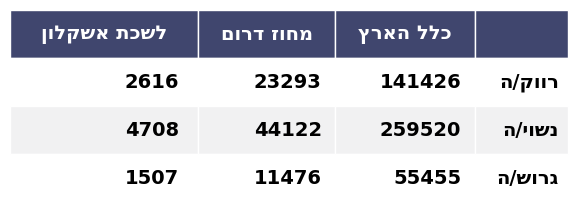 כלל הארץ מחוז דרום לשכת אשקלון
רווק/ה 141426 23293 2616
נשוי/ה 259520 44122 4708
גרוש/ה 55455 11476 1507